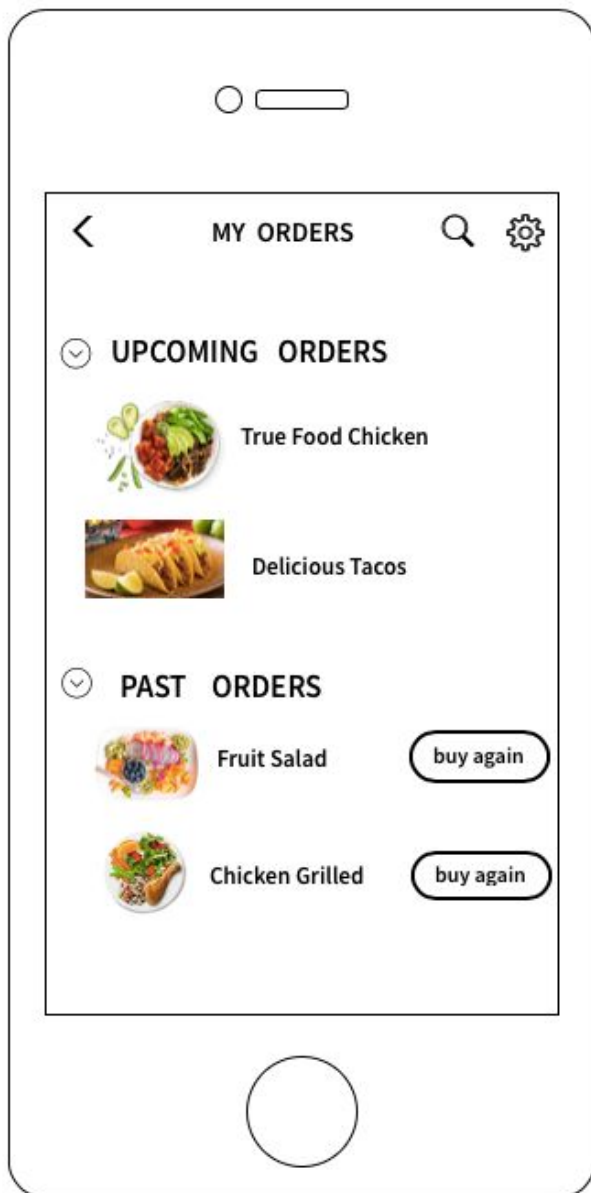 MY ORDERS
UPCOMING ORDERS
True Food Chicken
Delicious Tacos
PAST ORDERS
Fruit Salad
buy again
Chicken Grilled
buy again